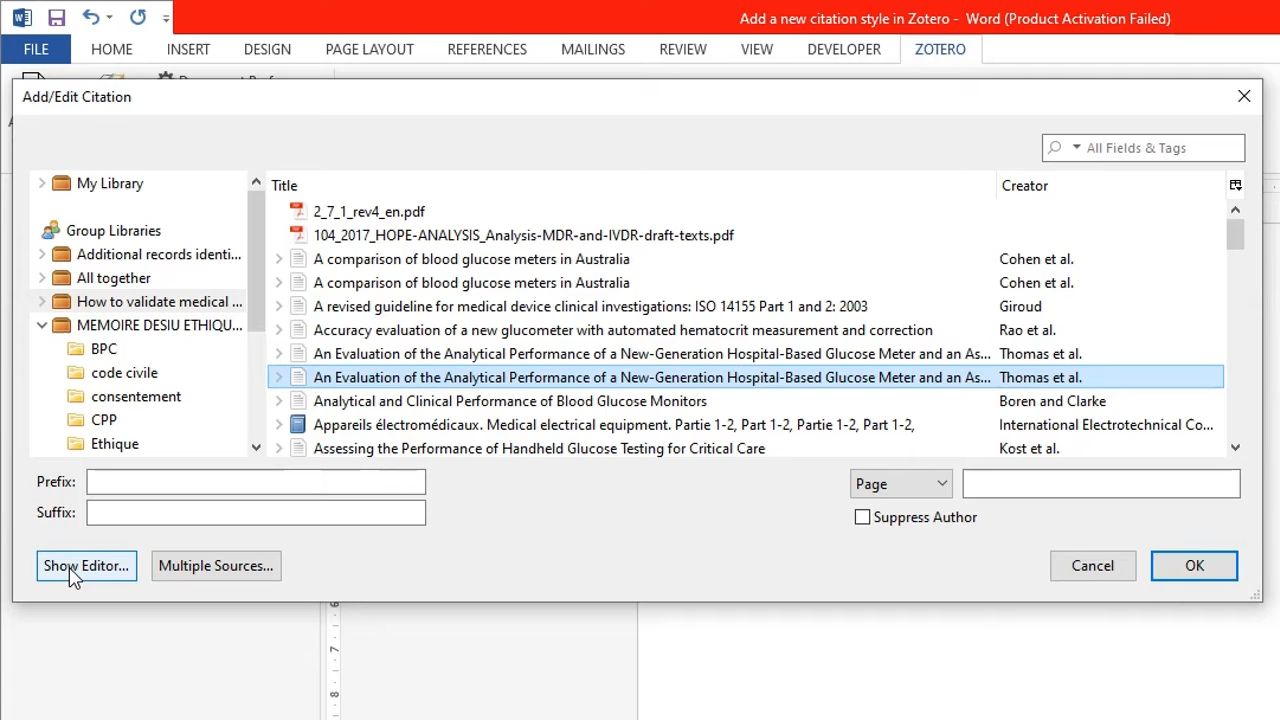 Add a new citation style in Zotero - Word (Product Activation Failed)
FILE HOME INSERT DESIGN PAGE LAYOUT REFERENCES MAILINGS REVIEW VIEW DEVELOPER ZOTERO
Add/Edit Citation
All Fields & Tags
My Library
Group Libraries
Additional records identi...
All together
How to validate medical ...
MEMOIRE DESIU ETHIQU...
BPC
code civile
consentement
CPP
Ethique
Title Creator
2_7_1_rev4_en.pdf
104_2017_HOPE-ANALYSIS_Analysis-MDR-and-IVDR-draft-texts.pdf
A comparison of blood glucose meters in Australia Cohen et al.
A comparison of blood glucose meters in Australia Cohen et al.
A revised guideline for medical device clinical investigations: ISO 14155 Part 1 and 2: 2003 Giroud
Accuracy evaluation of a new glucometer with automated hematocrit measurement and correction Rao et al.
An Evaluation of the Analytical Performance of a New-Generation Hospital-Based Glucose Meter and an As... Thomas et al.
An Evaluation of the Analytical Performance of a New-Generation Hospital-Based Glucose Meter and an As... Thomas et al.
Analytical and Clinical Performance of Blood Glucose Monitors Boren and Clarke
Appareils électromédicaux. Medical electrical equipment. Partie 1-2, Part 1-2, Partie 1-2, Part 1-2, International Electrotechnical Co...
Assessing the Performance of Handheld Glucose Testing for Critical Care Kost et al.
Prefix:
Suffix:
Page
Suppress Author
Show Editor... Multiple Sources... Cancel OK
7
8